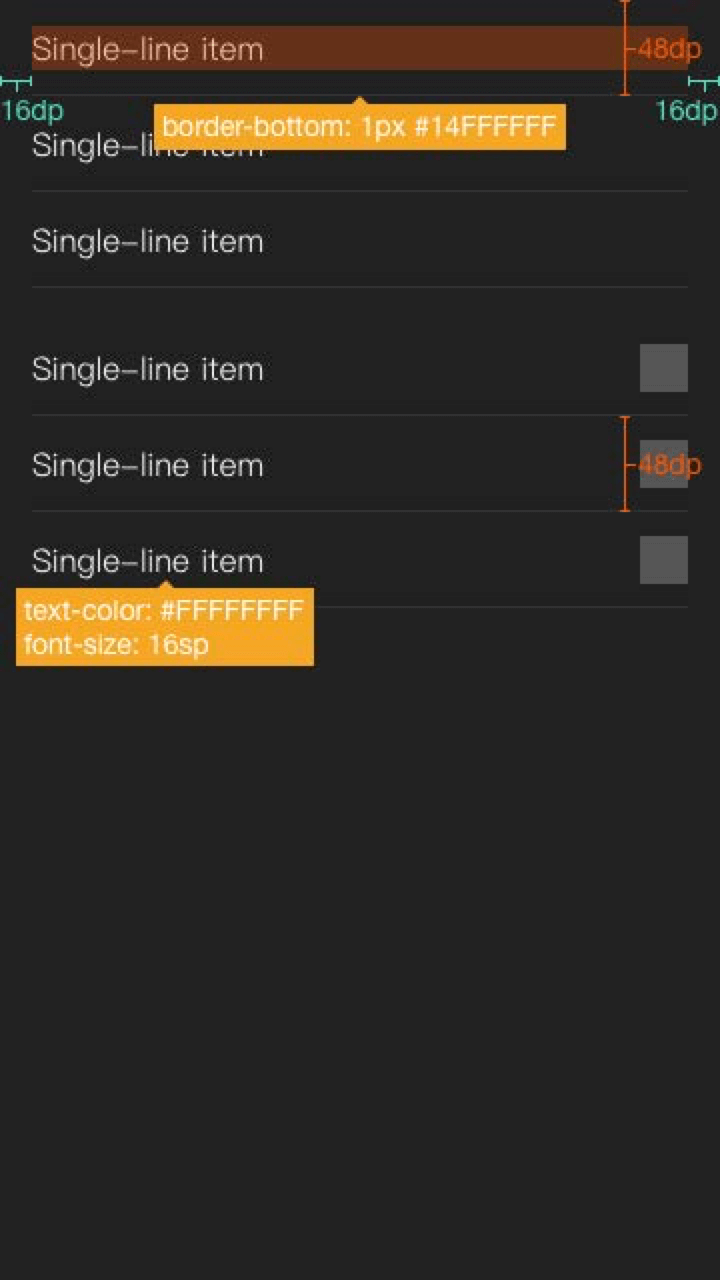 Single-line item
48dp
16dp
16dp
border-bottom: 1px #14FFFFFF
Single-line item
Single-line item
Single-line item
Single-line item
48dp
Single-line item
text-color: #FFFFFFFF
font-size: 16sp